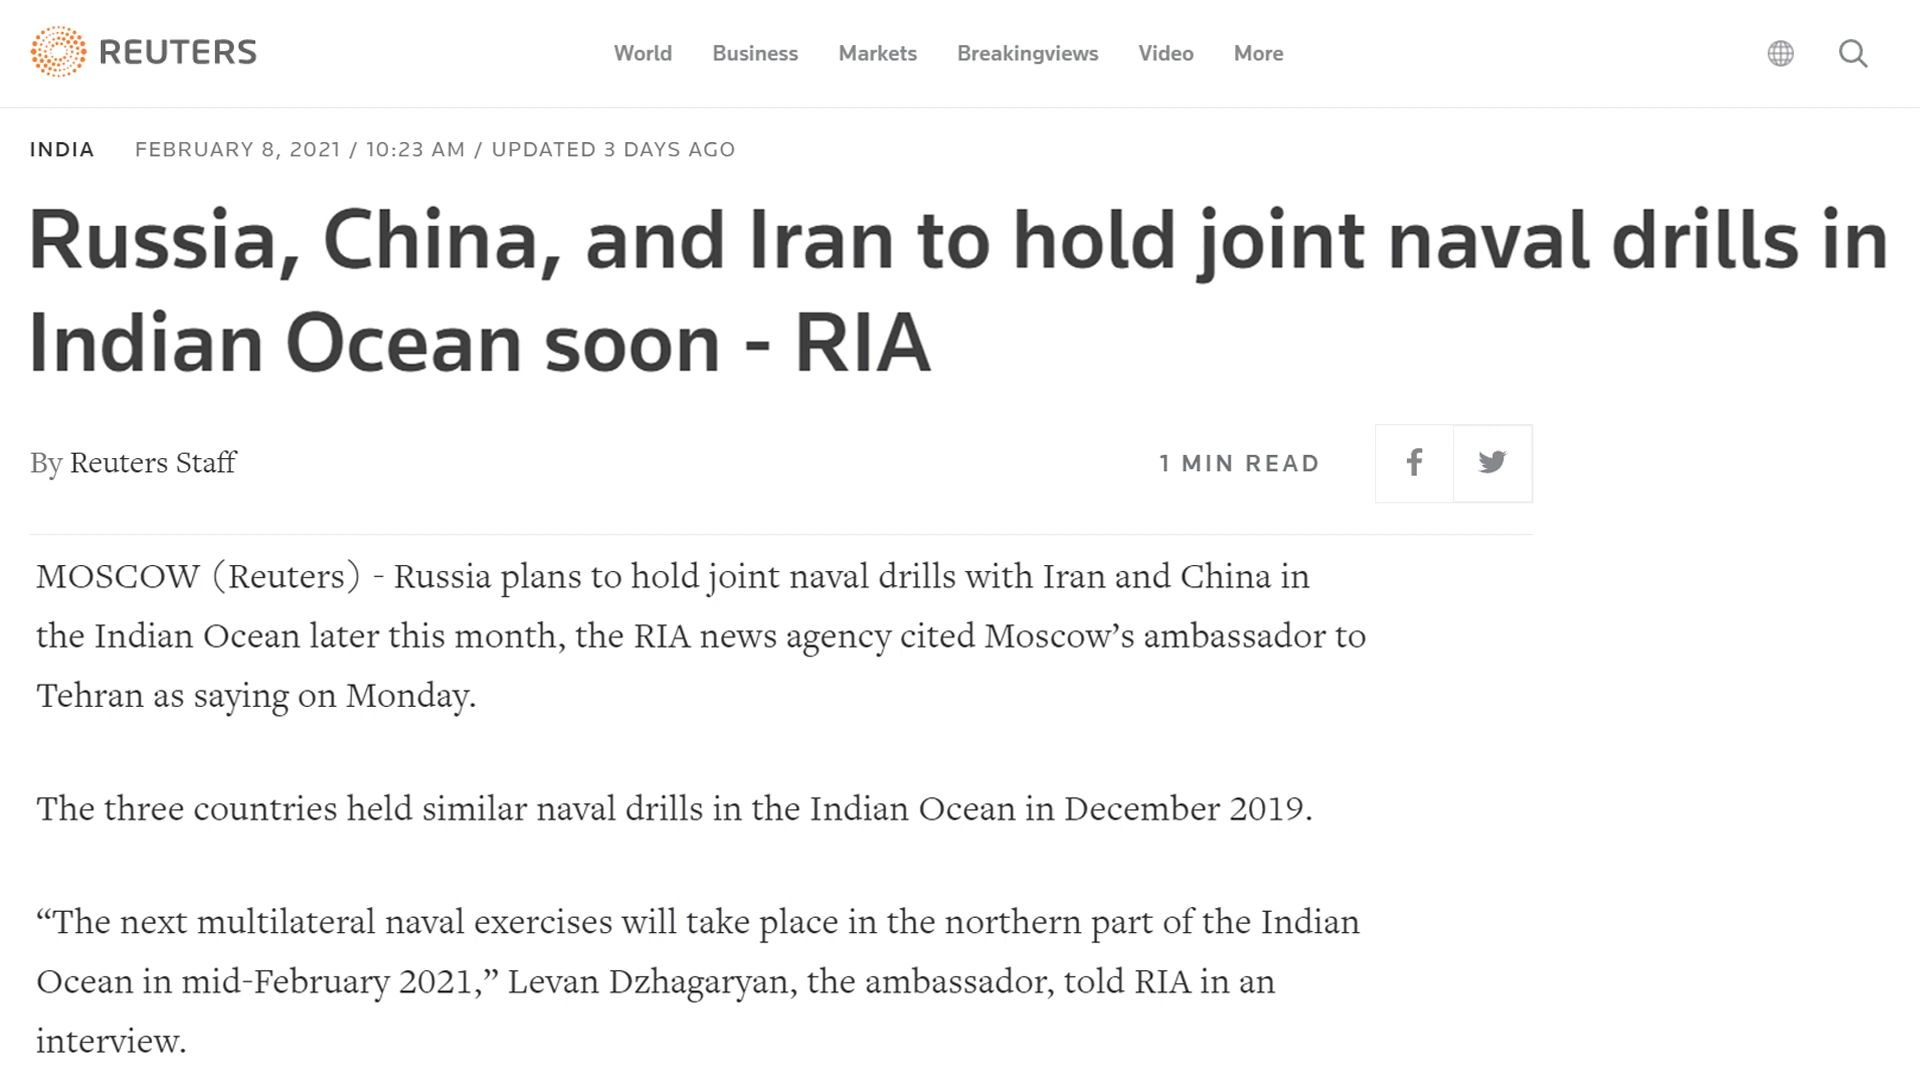 REUTERS
World Business Markets Breakingviews Video More
INDIA FEBRUARY 8, 2021 / 10:23 AM / UPDATED 3 DAYS AGO
Russia, China, and Iran to hold joint naval drills in
Indian Ocean soon - RIA
By Reuters Staff
1 MIN READ
MOSCOW (Reuters) - Russia plans to hold joint naval drills with Iran and China in
the Indian Ocean later this month, the RIA news agency cited Moscow’s ambassador to
Tehran as saying on Monday.
The three countries held similar naval drills in the Indian Ocean in December 2019.
“The next multilateral naval exercises will take place in the northern part of the Indian
Ocean in mid-February 2021,” Levan Dzhagaryan, the ambassador, told RIA in an
interview.